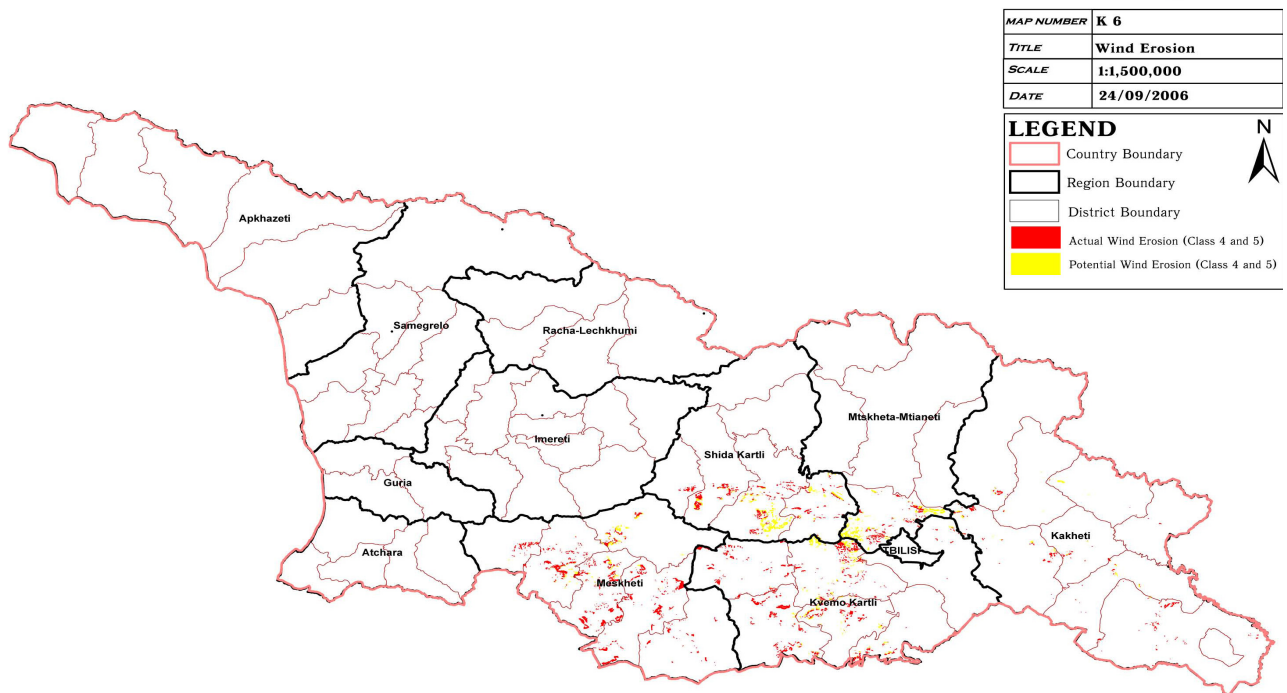 MAP NUMBER K 6
TITLE Wind Erosion
SCALE 1:1,500,000
DATE 24/09/2006
LEGEND
N
Country Boundary
Region Boundary
District Boundary
Actual Wind Erosion (Class 4 and 5)
Potential Wind Erosion (Class 4 and 5)
Apkhazeti
Samegrelo
Racha-Lechkhumi
Mtskheta-Mtianeti
Imereti
Shida Kartli
Guria
Kakheti
Atchara
TBILISI
Meskheti
Kvemo Kartli